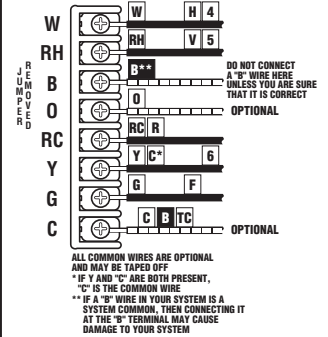 W W H 4
RH RH V 5
JUMPER REMOVED
B B** DO NOT CONNECT
A "B" WIRE HERE
UNLESS YOU ARE SURE
THAT IT IS CORRECT
O O OPTIONAL
RC RC R
Y Y C* 6
G G F
C C B TC OPTIONAL
ALL COMMON WIRES ARE OPTIONAL
AND MAY BE TAPED OFF
* IF Y AND "C" ARE BOTH PRESENT,
"C" IS THE COMMON WIRE
** IF A "B" WIRE IN YOUR SYSTEM IS A
SYSTEM COMMON, THEN CONNECTING IT
AT THE "B" TERMINAL MAY CAUSE
DAMAGE TO YOUR SYSTEM